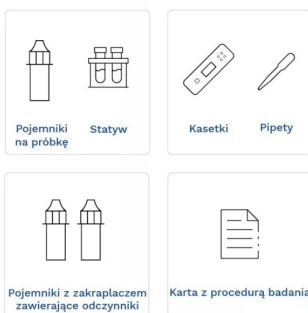 Pojemniki na próbkę
Statyw
Kasetki
Pipety
Pojemniki z zakraplaczem
zawierające odczynniki
Karta z procedurą badania